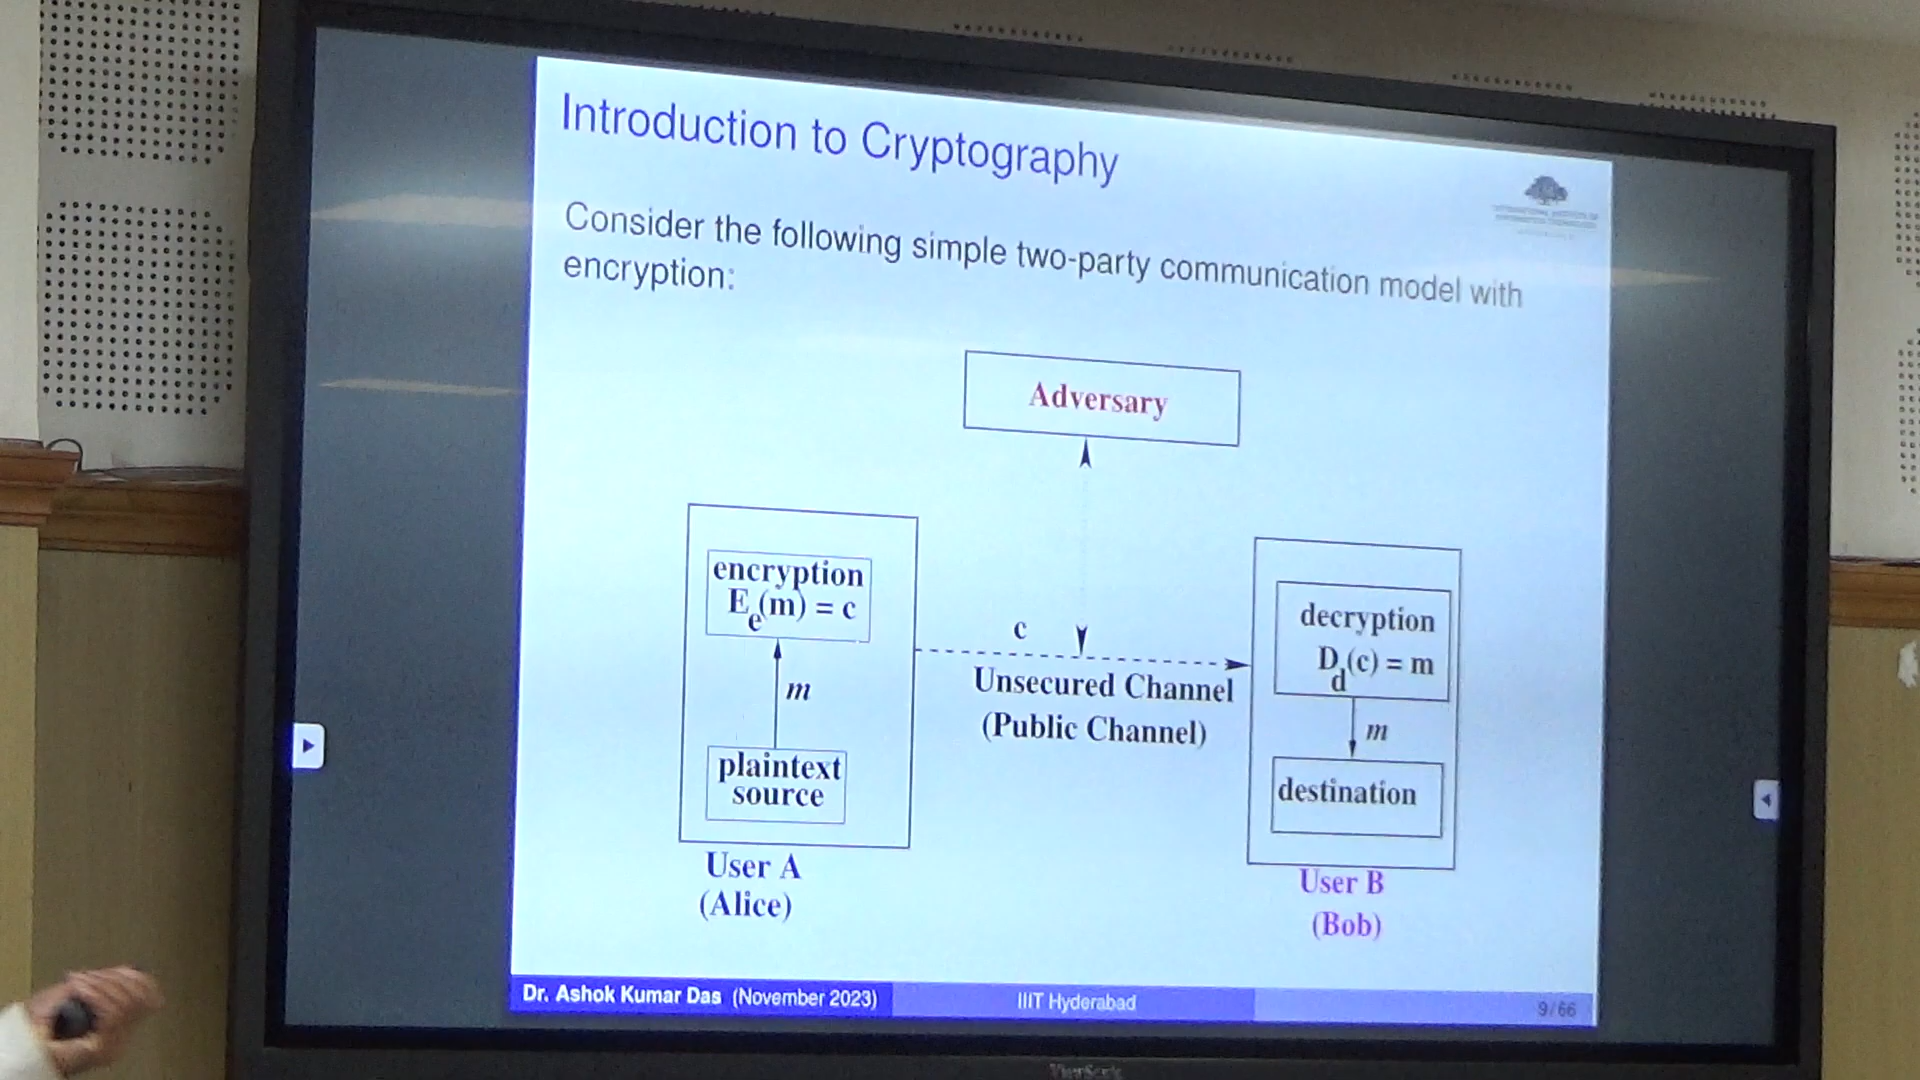 Introduction to Cryptography
Consider the following simple two-party communication model with
encryption:
Adversary
encryption
E_e(m) = c
m
plaintext
source
User A
(Alice)
c
Unsecured Channel
(Public Channel)
decryption
D_d(c) = m
m
destination
User B
(Bob)
Dr. Ashok Kumar Das (November 2023)
IIIT Hyderabad
9/66
ViewSonic